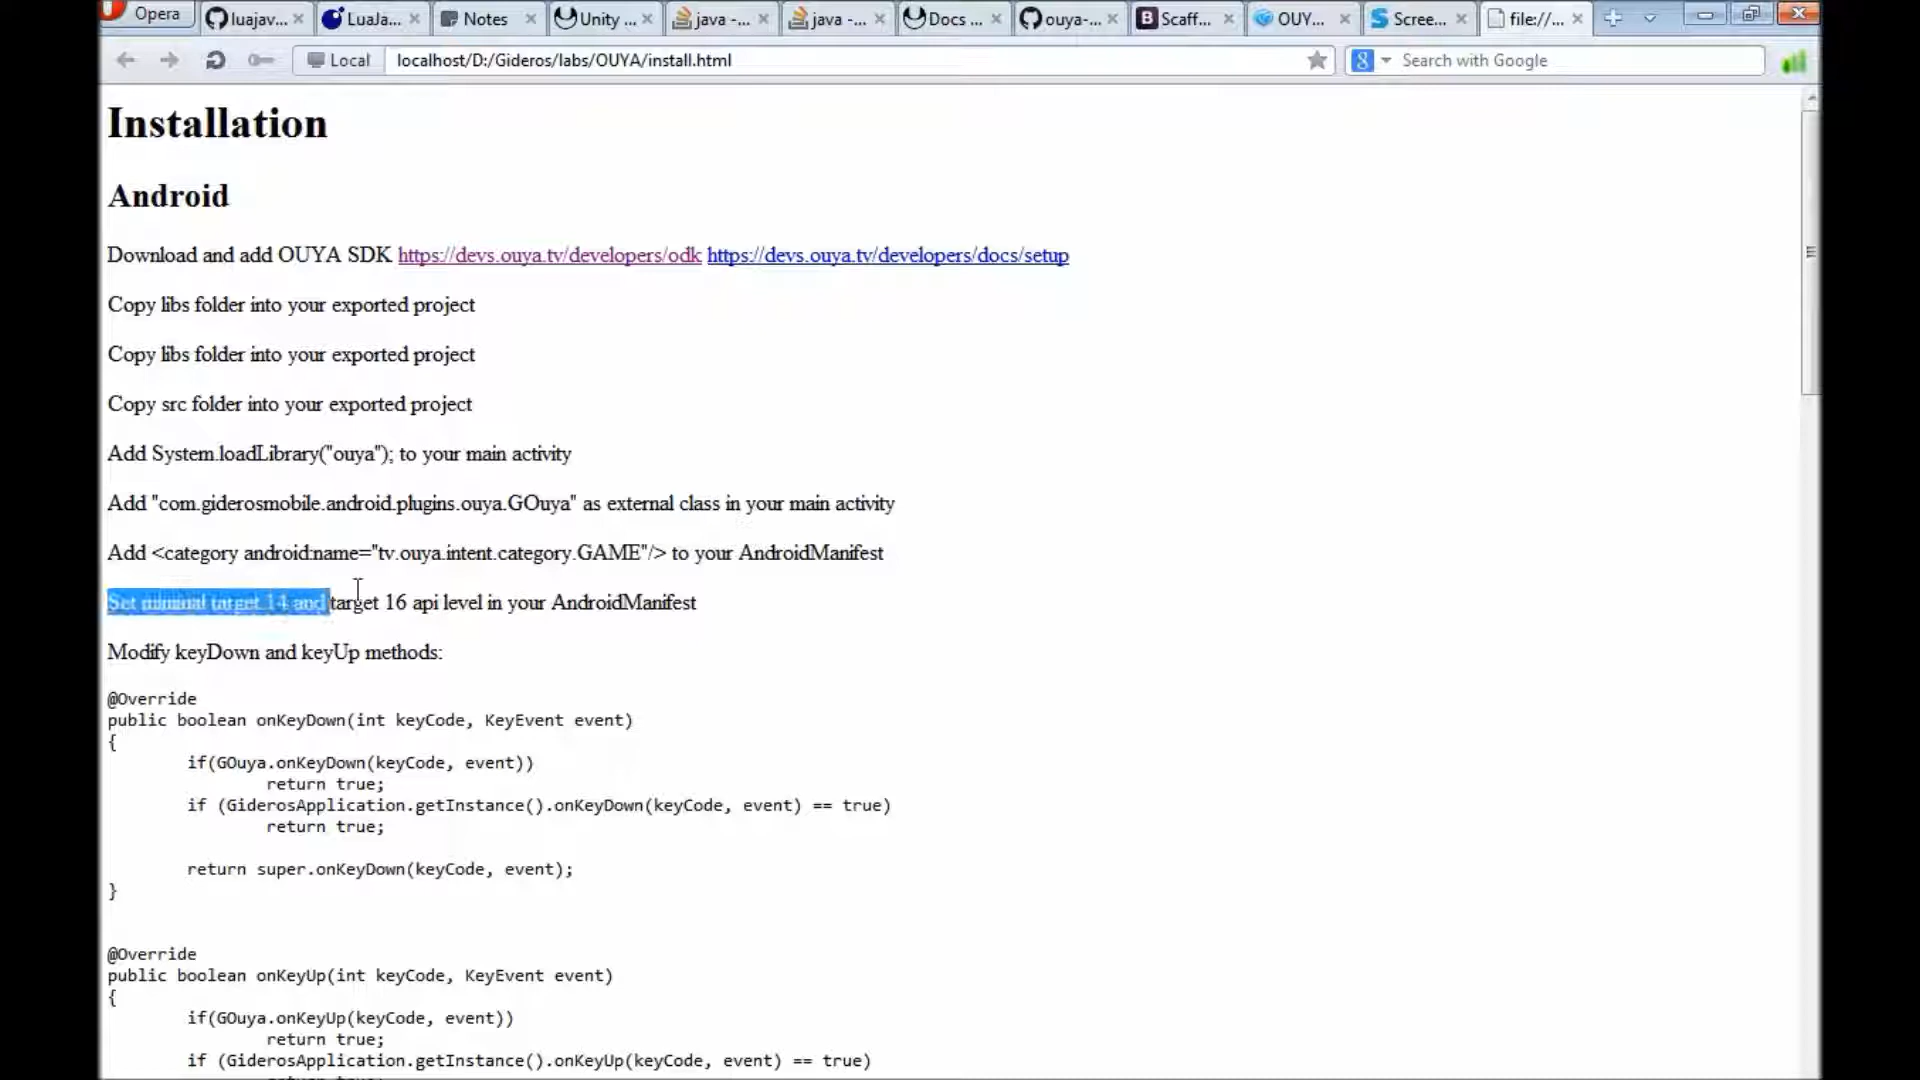 Opera luajav... LuaJa... Notes Unity ... java -... java -... Docs ... ouya-... Scaff... OUY... Scree... file://...
Local localhost/D:/Gideros/labs/OUYA/install.html 8 Search with Google
Installation
Android
Download and add OUYA SDK https://devs.ouya.tv/developers/odk https://devs.ouya.tv/developers/docs/setup
Copy libs folder into your exported project
Copy libs folder into your exported project
Copy src folder into your exported project
Add System.loadLibrary("ouya"); to your main activity
Add "com.giderosmobile.android.plugins.ouya.GOuya" as external class in your main activity
Add <category android:name="tv.ouya.intent.category.GAME"/> to your AndroidManifest
Set minimal target 14 and target 16 api level in your AndroidManifest
Modify keyDown and keyUp methods:
@Override
public boolean onKeyDown(int keyCode, KeyEvent event)
{
if(GOuya.onKeyDown(keyCode, event))
return true;
if (GiderosApplication.getInstance().onKeyDown(keyCode, event) == true)
return true;
return super.onKeyDown(keyCode, event);
}
@Override
public boolean onKeyUp(int keyCode, KeyEvent event)
{
if(GOuya.onKeyUp(keyCode, event))
return true;
if (GiderosApplication.getInstance().onKeyUp(keyCode, event) == true)
return true;